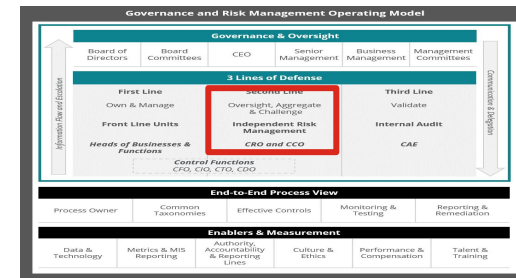 Governance and Risk Management Operating Model
Governance & Oversight
Board of Directors
Board Committees
CEO
Senior Management
Business Management
Management Committees
Information Flow and Escalation
Communication & Delegation
3 Lines of Defense
First Line
Second Line
Third Line
Own & Manage
Oversight, Aggregate & Challenge
Validate
Front Line Units
Independent Risk Management
Internal Audit
Heads of Businesses & Functions
CRO and CCO
CAE
Control Functions
CFO, CIO, CTO, CDO
End-to-End Process View
Process Owner
Common Taxonomies
Effective Controls
Monitoring & Testing
Reporting & Remediation
Enablers & Measurement
Data & Technology
Metrics & MIS Reporting
Authority, Accountability & Reporting Lines
Culture & Ethics
Performance & Compensation
Talent & Training